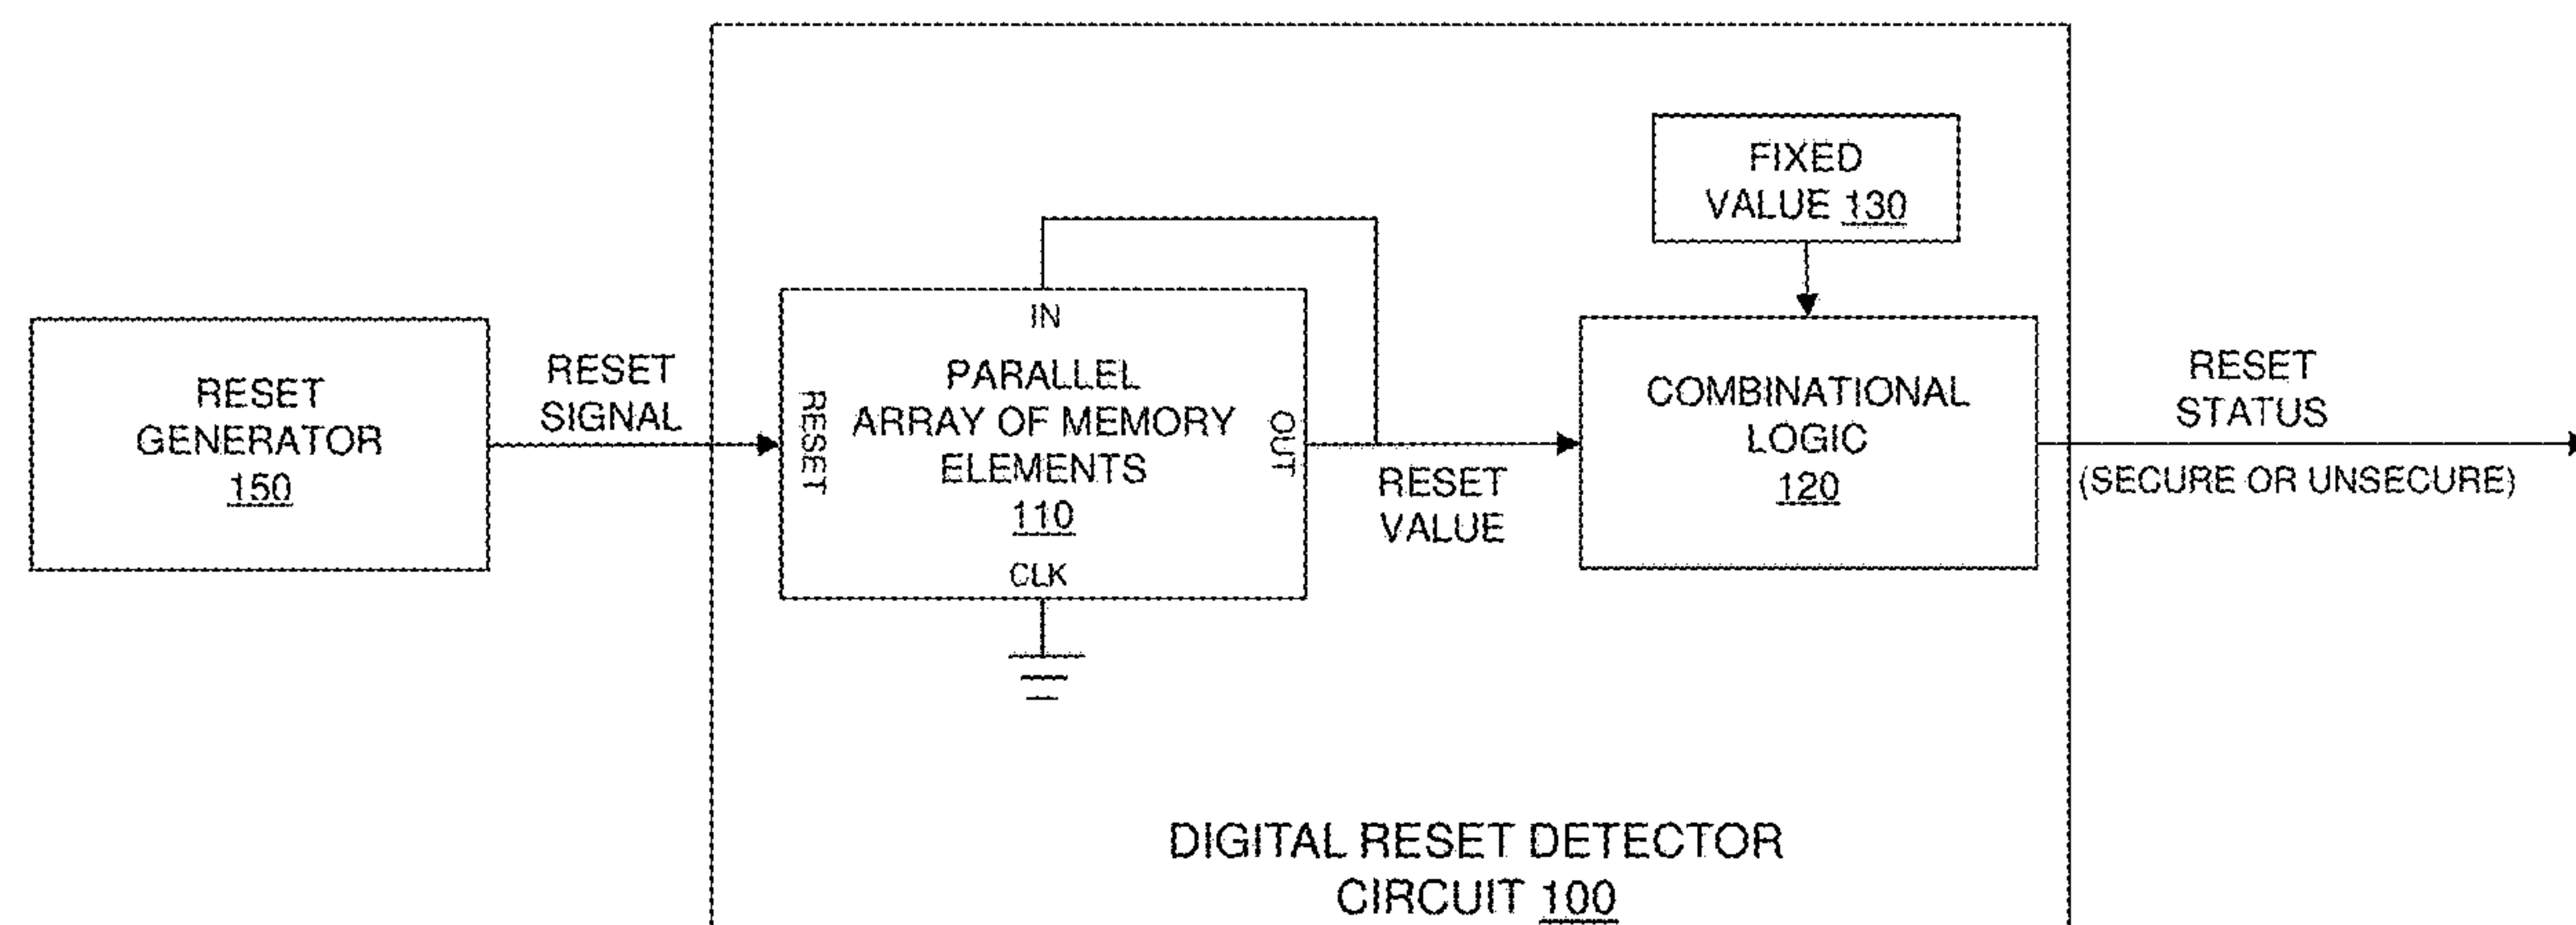 FIXED
VALUE 130
RESET
GENERATOR
150
RESET
SIGNAL
IN
RESET
PARALLEL
ARRAY OF MEMORY
ELEMENTS
110
OUT
CLK
RESET
VALUE
COMBINATIONAL
LOGIC
120
RESET
STATUS
(SECURE OR UNSECURE)
DIGITAL RESET DETECTOR
CIRCUIT 100